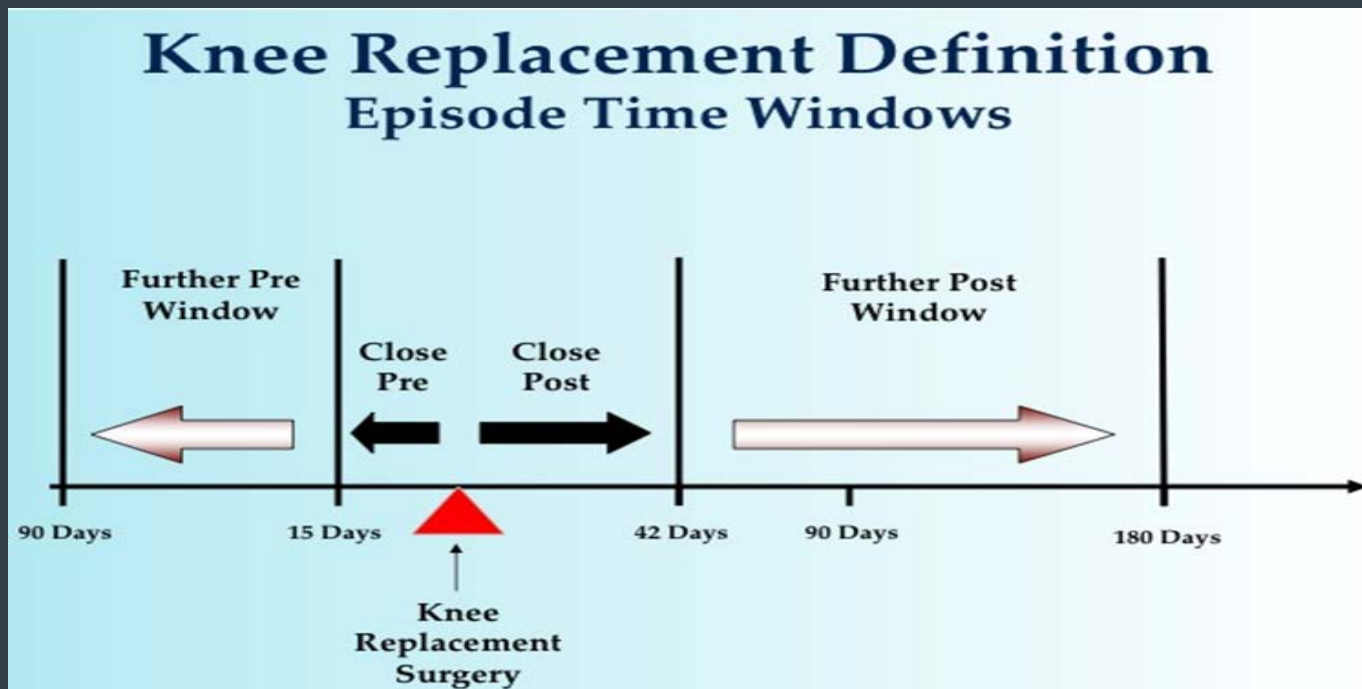 Knee Replacement Definition
Episode Time Windows
Further Pre
Window
Close
Pre
Close
Post
Further Post
Window
90 Days
15 Days
42 Days
90 Days
180 Days
Knee
Replacement
Surgery